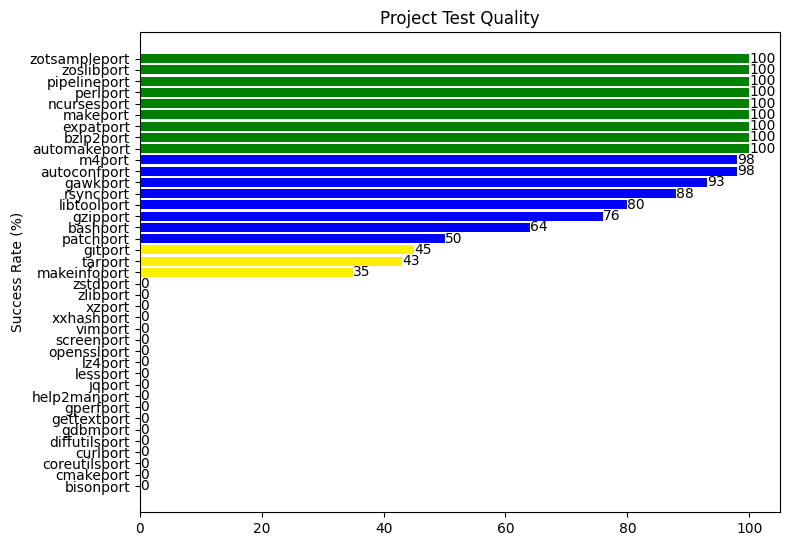 Project Test Quality
Success Rate (%)
zotsampleport 100
zoslibport 100
pipelineport 100
perlport 100
ncursesport 100
makeport 100
expatport 100
bzip2port 100
automakeport 100
m4port 98
autoconfport 98
gawkport 93
rsyncport 88
libtoolport 80
gzipport 76
bashport 64
patchport 50
gitport 45
tarport 43
makeinfoport 35
zstdport 0
zlibport 0
xzport 0
xxhashport 0
vimport 0
screenport 0
opensslport 0
lz4port 0
lessport 0
jqport 0
help2manport 0
gperfport 0
gettextport 0
gdbmport 0
diffutilsport 0
curlport 0
coreutilsport 0
cmakeport 0
bisonport 0
0 20 40 60 80 100